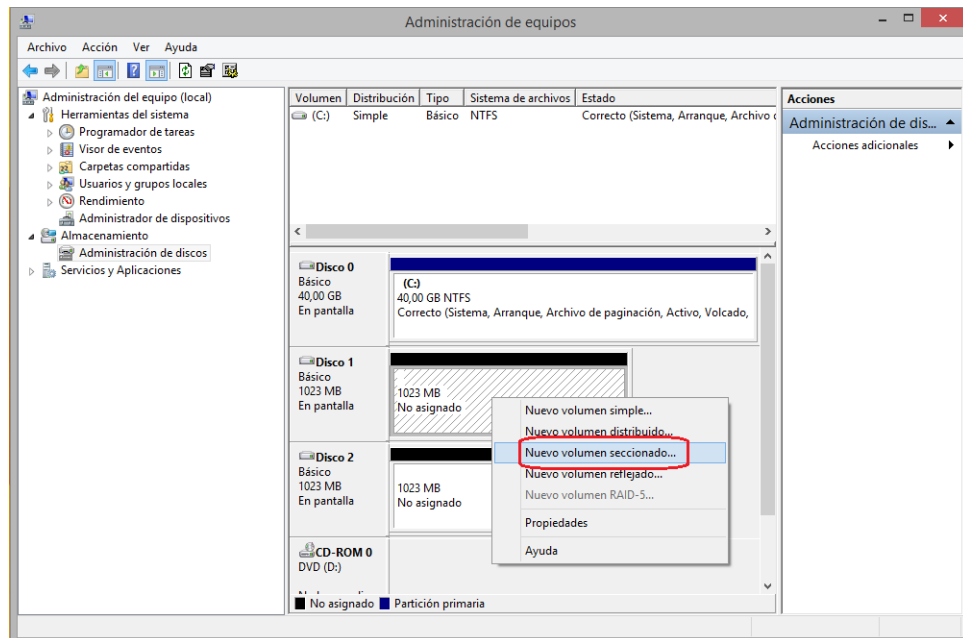 Administración de equipos
Archivo Acción Ver Ayuda
Administración del equipo (local)
Herramientas del sistema
Programador de tareas
Visor de eventos
Carpetas compartidas
Usuarios y grupos locales
Rendimiento
Administrador de dispositivos
Almacenamiento
Administración de discos
Servicios y Aplicaciones
Volumen Distribución Tipo Sistema de archivos Estado
(C:) Simple Básico NTFS Correcto (Sistema, Arranque, Archivo
Disco 0
Básico
40,00 GB
En pantalla
(C:)
40,00 GB NTFS
Correcto (Sistema, Arranque, Archivo de paginación, Activo, Volcado,
Disco 1
Básico
1023 MB
En pantalla
1023 MB
No asignado
Disco 2
Básico
1023 MB
En pantalla
1023 MB
No asignado
CD-ROM 0
DVD (D:)
No asignado Partición primaria
Nuevo volumen simple...
Nuevo volumen distribuido...
Nuevo volumen seccionado...
Nuevo volumen reflejado...
Nuevo volumen RAID-5...
Propiedades
Ayuda
Acciones
Administración de dis...
Acciones adicionales